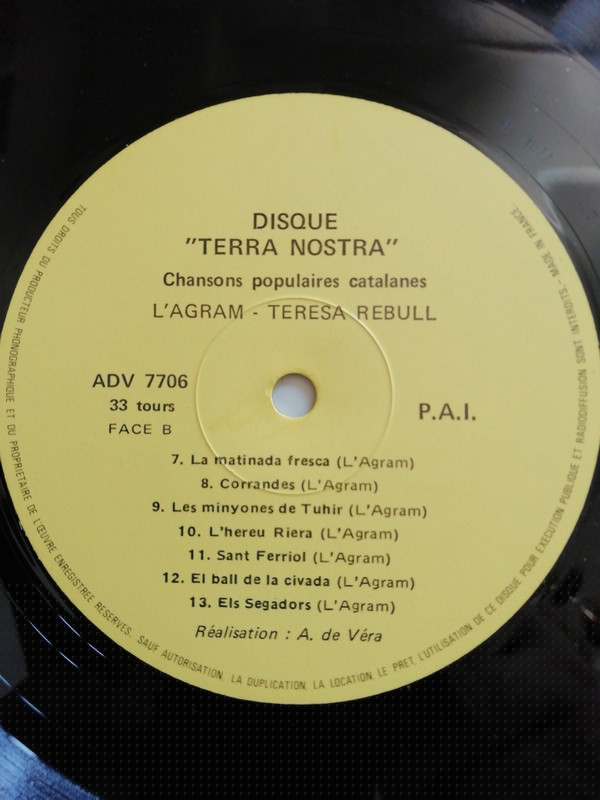 DISQUE
"TERRA NOSTRA"
Chansons populaires catalanes
L'AGRAM - TERESA REBULL
ADV 7706
33 tours
FACE B
P.A.I.
7. La matinada fresca (L'Agram)
8. Corrandes (L'Agram)
9. Les minyones de Tuhir (L'Agram)
10. L'hereu Riera (L'Agram)
11. Sant Ferriol (L'Agram)
12. El ball de la civada (L'Agram)
13. Els Segadors (L'Agram)
Réalisation : A. de Véra
TOUS DROITS DU PRODUCTEUR PHONOGRAPHIQUE ET DU PROPRIETAIRE DE L'ŒUVRE ENREGISTREE RESERVES. SAUF AUTORISATION, LA DUPLICATION, LA LOCATION, LE PRET, L'UTILISATION DE CE DISQUE POUR EXECUTION PUBLIQUE ET RADIODIFFUSION SONT INTERDITS - MADE IN FRANCE